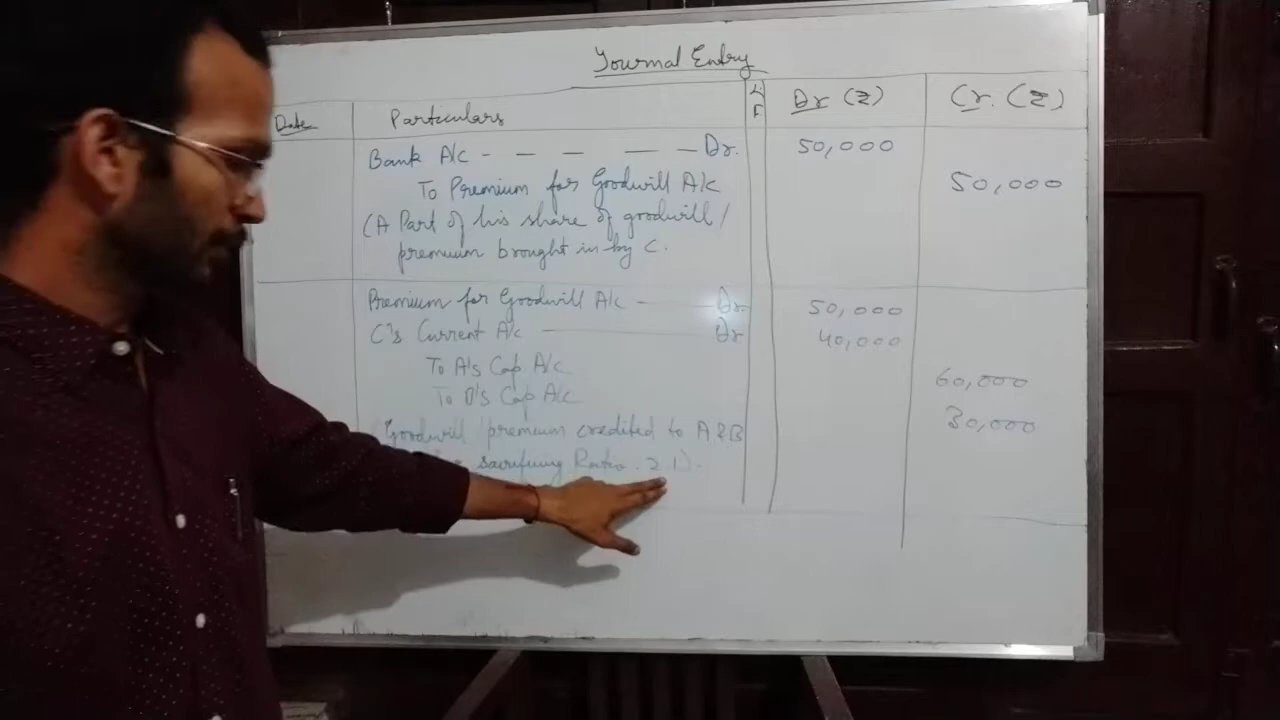 Journal Entry
Date Particulars L F Dr (₹) Cr. (₹)
Bank A/c - — — — — Dr. 50,000
To Premium for Goodwill A/c 50,000
(A Part of his share of goodwill /
premium brought in by C.
Premium for Goodwill A/c — Dr. 50,000
C's Current A/c — Dr 40,000
To A's Cap A/c 60,000
To B's Cap A/c 30,000
Goodwill / premium credited to A & B
sacrificing Ratio. 2 1).